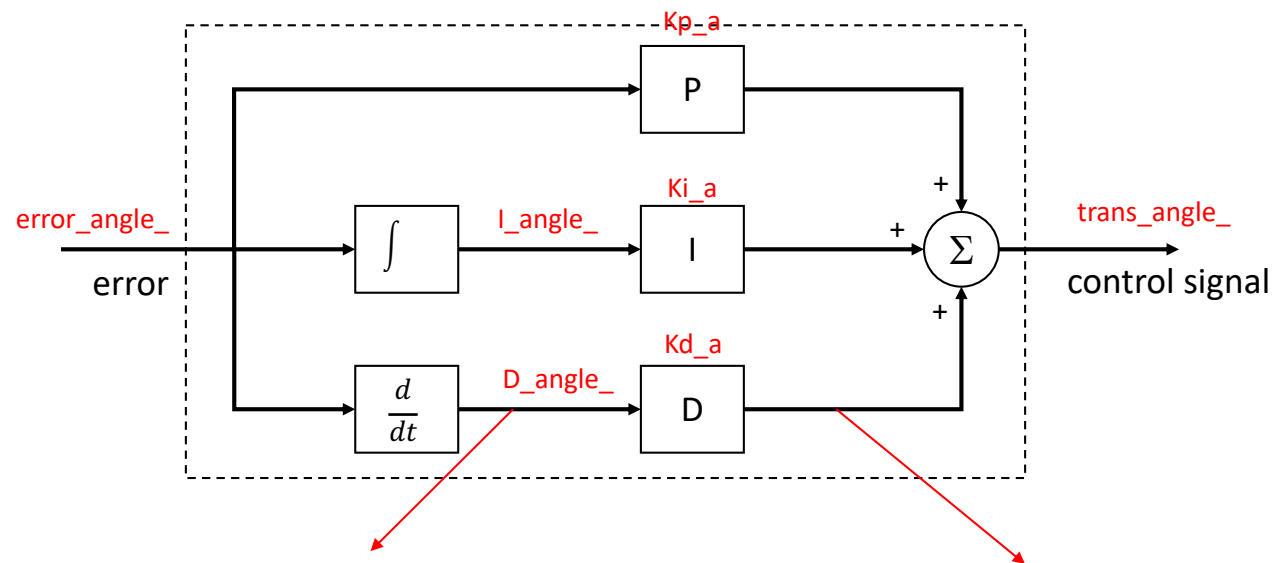 Kp_a
P
+
Ki_a
error_angle_
∫
I_angle_
I
+
Σ
trans_angle_
error
control signal
+
Kd_a
D_angle_
d
dt
D